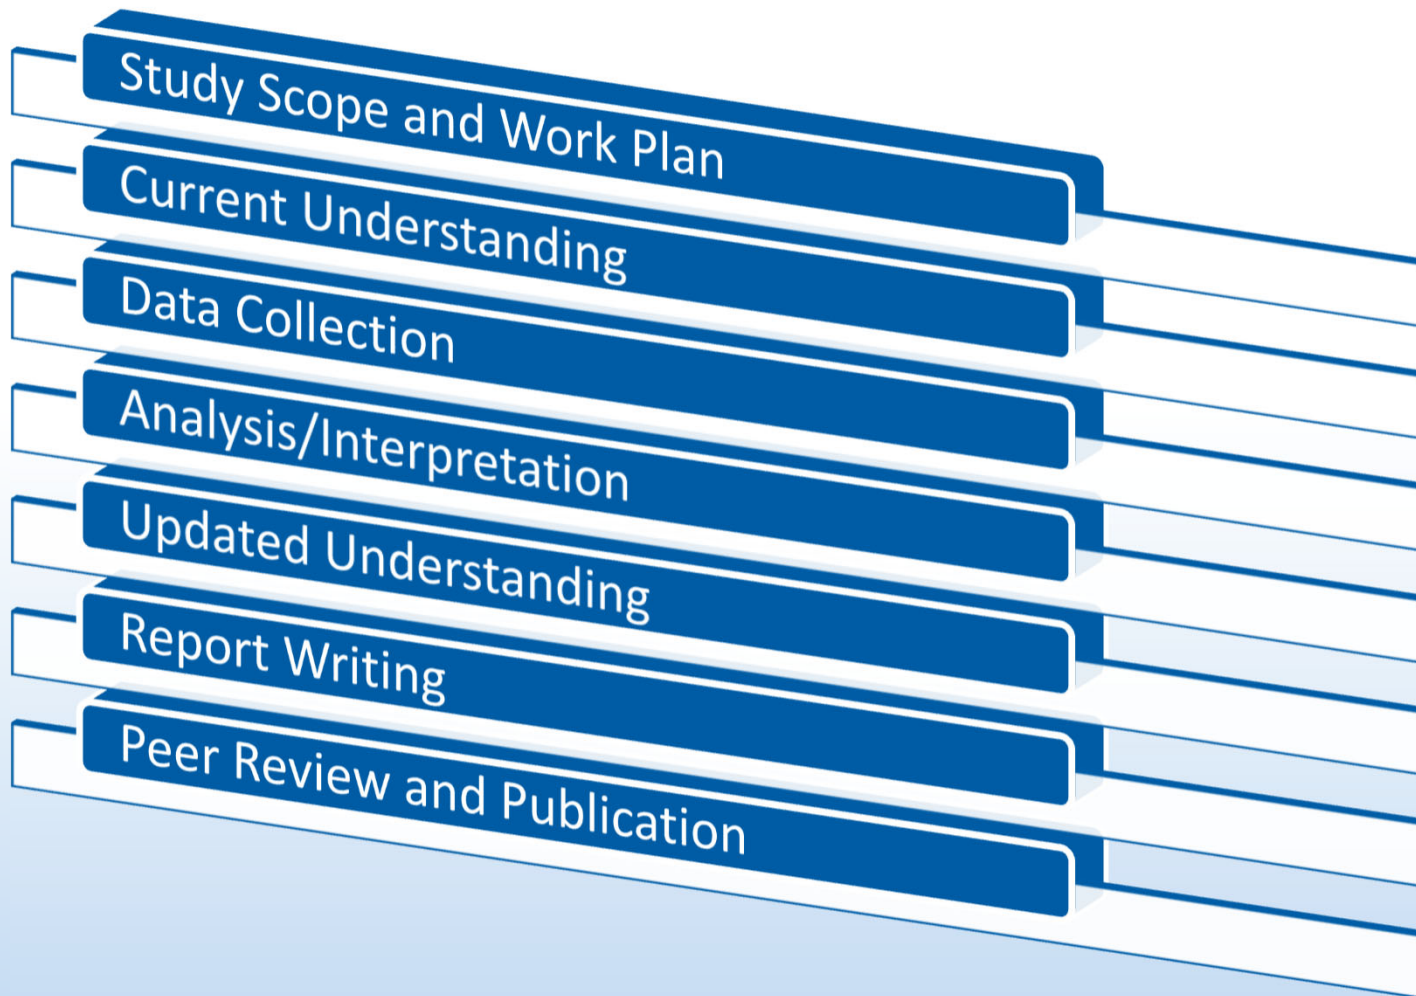 Study Scope and Work Plan
Current Understanding
Data Collection
Analysis/Interpretation
Updated Understanding
Report Writing
Peer Review and Publication